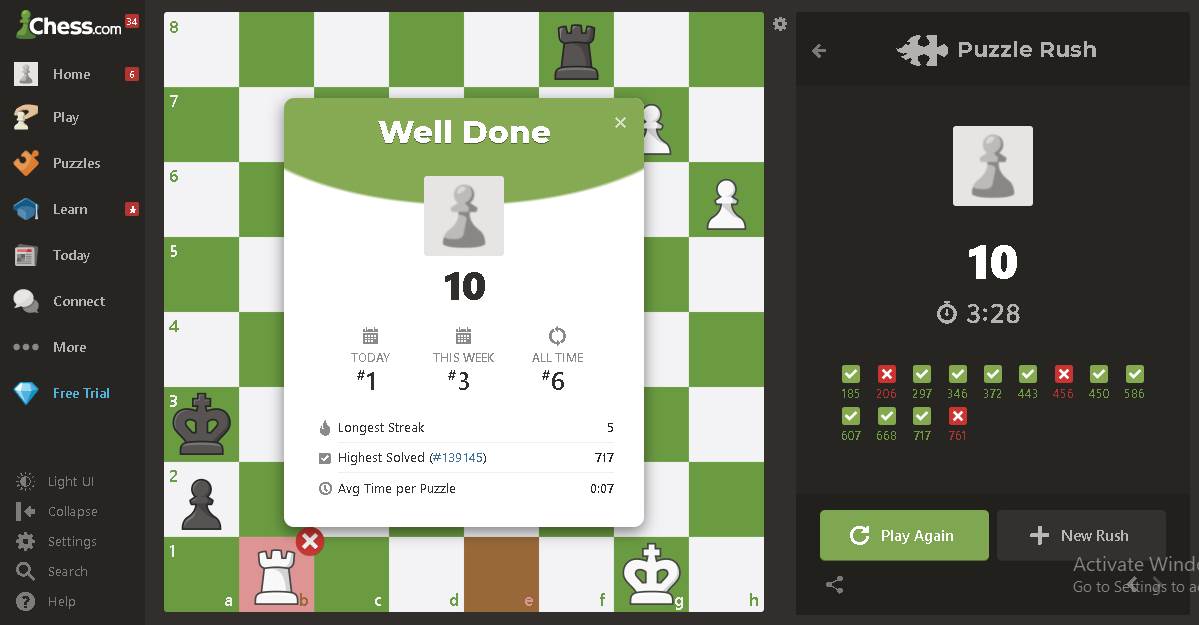 Chess.com 34
Home 6
Play
Puzzles
Learn
Today
Connect
More
Free Trial
Light UI
Collapse
Settings
Search
Help
8
7
6
5
4
3
2
1
a b c d e f g h
Well Done
10
TODAY THIS WEEK ALL TIME
#1 #3 #6
Longest Streak 5
Highest Solved (#139145) 717
Avg Time per Puzzle 0:07
Puzzle Rush
10
3:28
185 206 297 346 372 443 456 450 586
607 668 717 761
Play Again New Rush
Activate Windo
Go to Settings to a